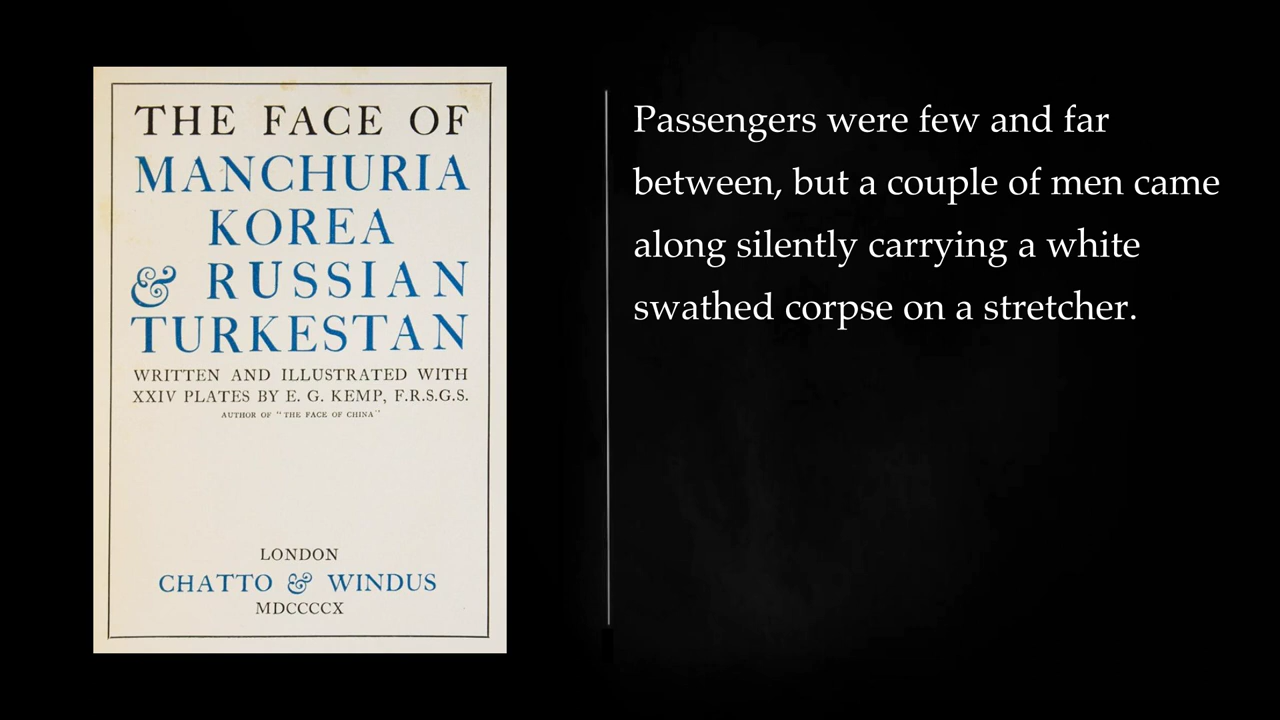 THE FACE OF
MANCHURIA
KOREA
& RUSSIAN
TURKESTAN
WRITTEN AND ILLUSTRATED WITH
XXIV PLATES BY E. G. KEMP, F.R.S.G.S.
AUTHOR OF "THE FACE OF CHINA"
LONDON
CHATTO & WINDUS
MDCCCCX
Passengers were few and far
between, but a couple of men came
along silently carrying a white
swathed corpse on a stretcher.